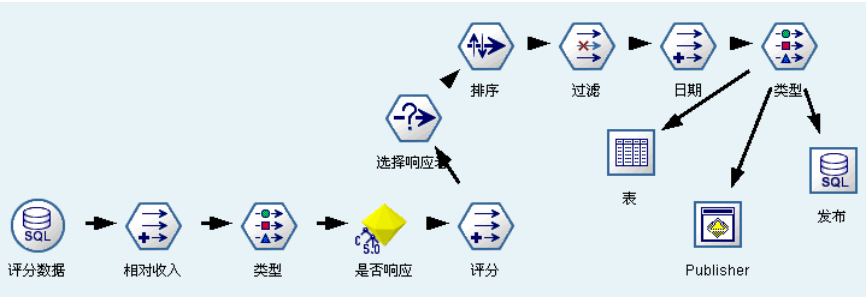 排序
过滤
日期
类型
选择响应者
表
SQL
发布
SQL
评分数据
相对收入
类型
C 5.0
是否响应
评分
Publisher